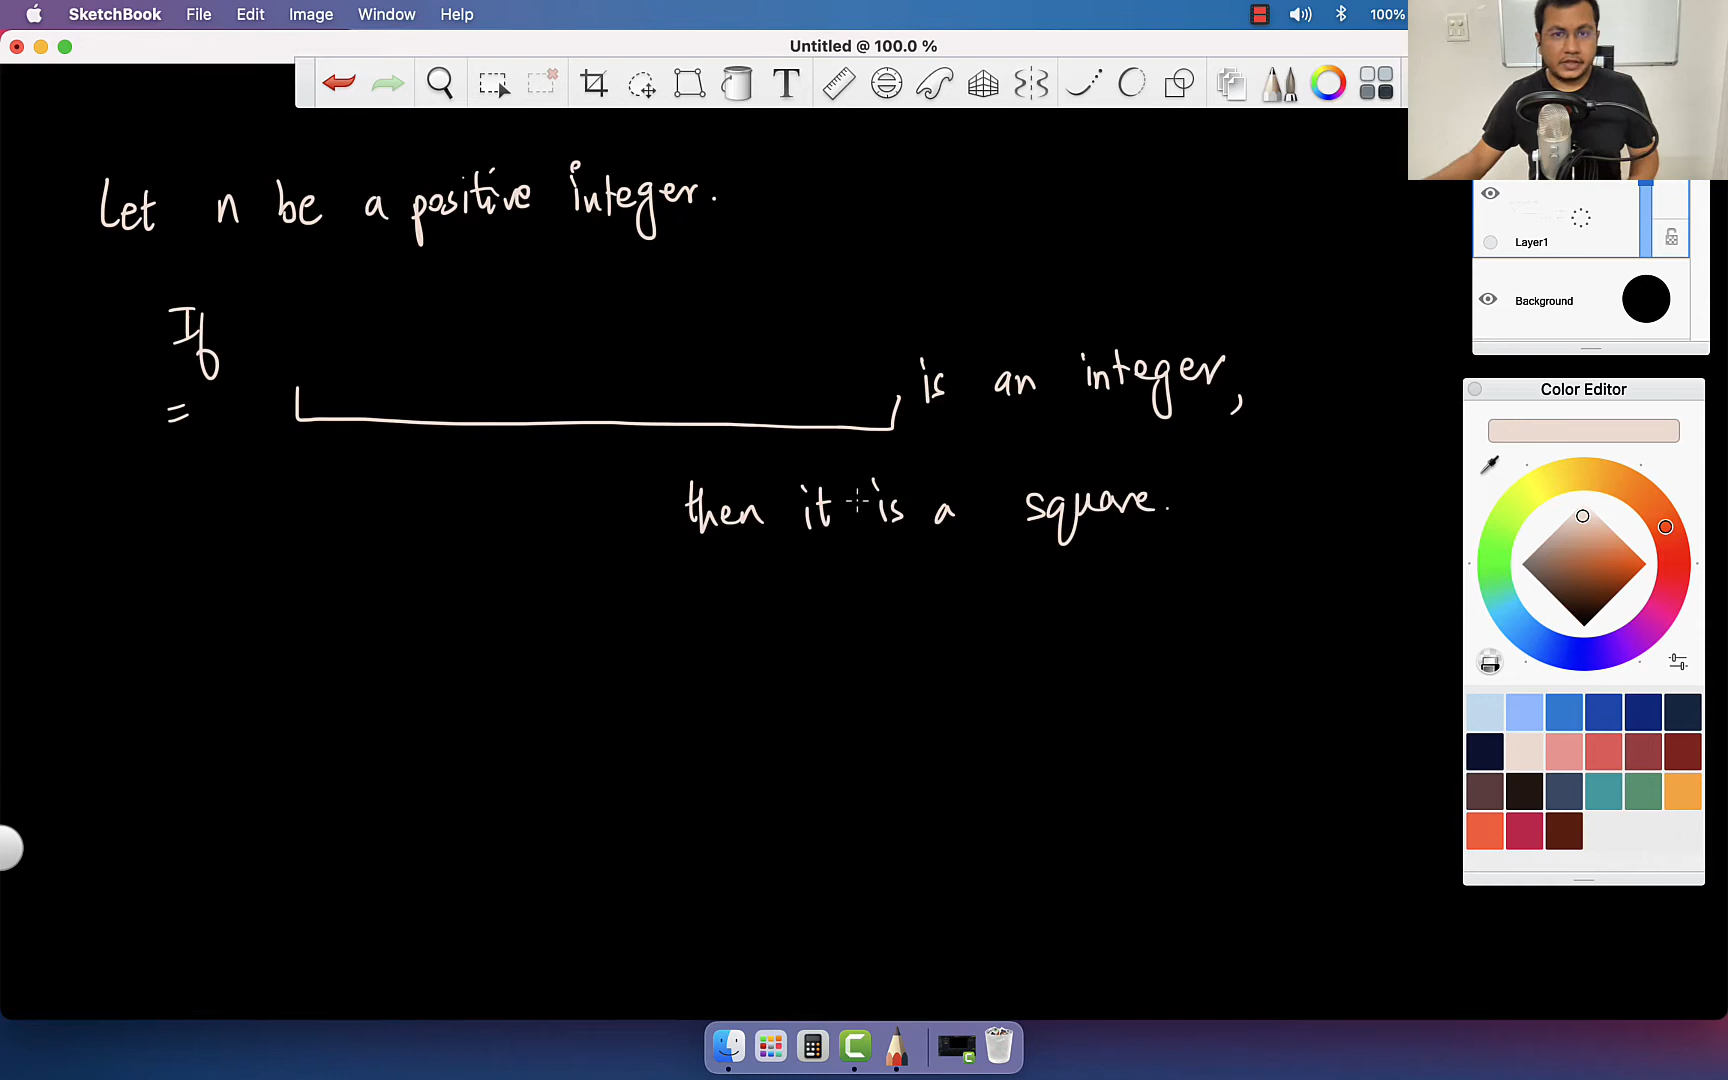 SketchBook File Edit Image Window Help 100%
Untitled @ 100.0 %
T
Let n be a positive integer.
If
=
is an integer,
then it is a square.
Layer1
Background
Color Editor